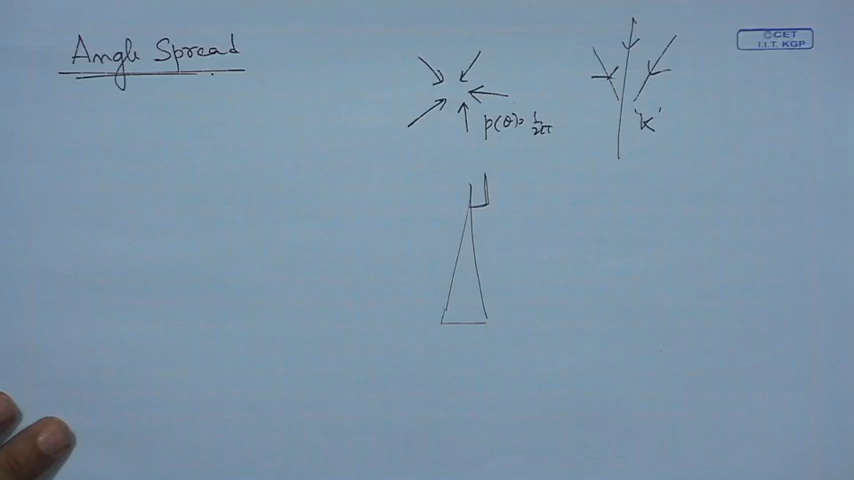 Angle Spread
©CET
I.I.T. KGP
p(θ)= 1/2π
'K'